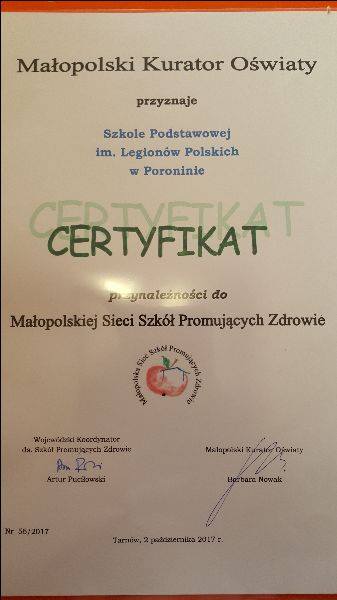 Małopolski Kurator Oświaty
przyznaje
Szkole Podstawowej
im. Legionów Polskich
w Poroninie
CERTYFIKAT
przynależności do
Małopolskiej Sieci Szkół Promujących Zdrowie
Małopolska Sieć Szkół Promujących Zdrowie
Wojewódzki Koordynator
ds. Szkół Promujących Zdrowie
Artur Puciłowski
Małopolski Kurator Oświaty
Barbara Nowak
Nr 56/2017
Tarnów, 2 października 2017 r.